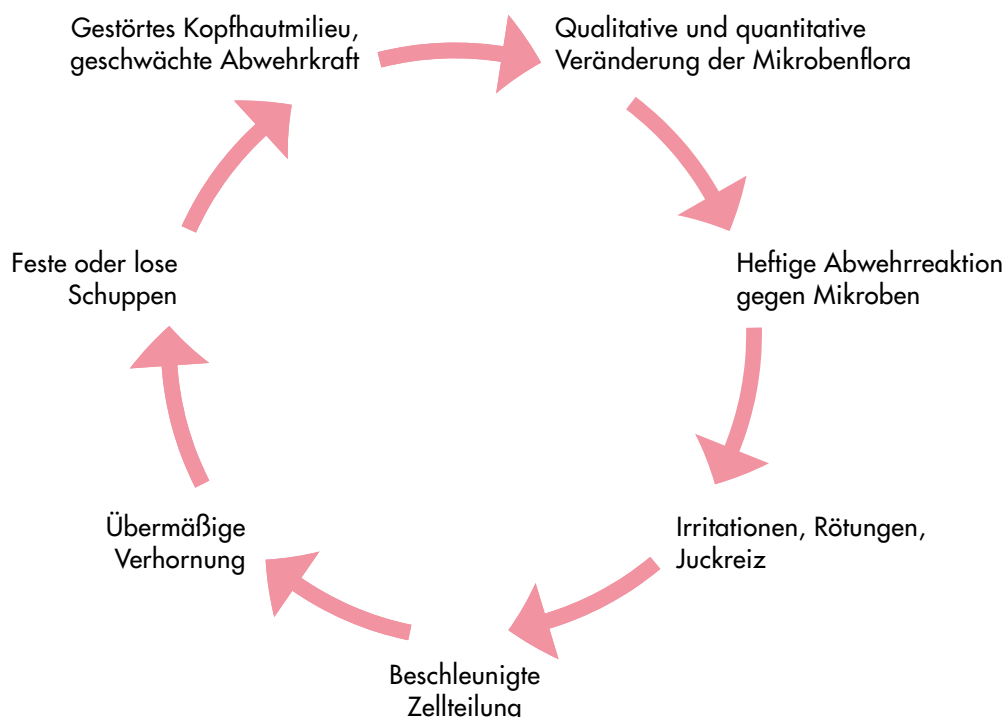 Gestörtes Kopfhautmilieu,
geschwächte Abwehrkraft
Qualitative und quantitative
Veränderung der Mikrobenflora
Heftige Abwehrreaktion
gegen Mikroben
Irritationen, Rötungen,
Juckreiz
Beschleunigte
Zellteilung
Übermäßige
Verhornung
Feste oder lose
Schuppen